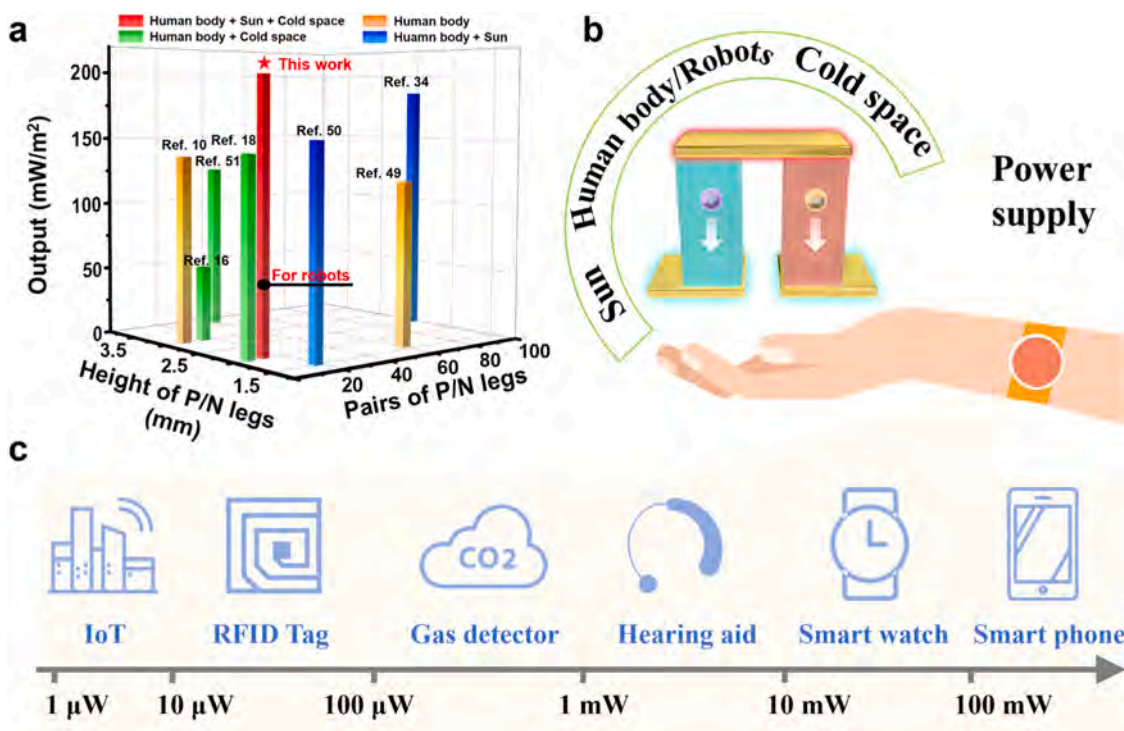 a
Human body + Sun + Cold space
Human body
Human body + Cold space
Huamn body + Sun
Output (mW/m²)
200
150
100
50
0
This work
Ref. 34
Ref. 10
Ref. 18
Ref. 50
Ref. 51
Ref. 49
Ref. 16
For robots
3.5
2.5
1.5
Height of P/N legs
(mm)
20
40
60
80
100
Pairs of P/N legs
b
Sun
Human body/Robots
Cold space
Power
supply
c
CO2
IoT
RFID Tag
Gas detector
Hearing aid
Smart watch
Smart phone
1 μW
10 μW
100 μW
1 mW
10 mW
100 mW